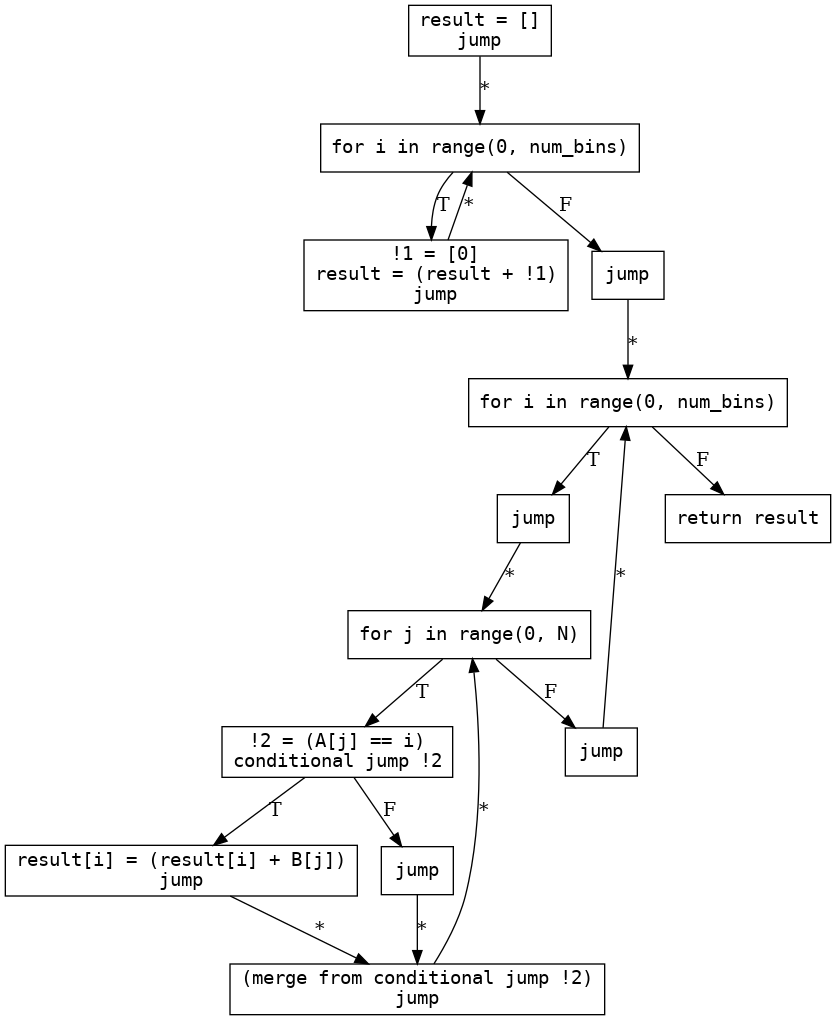 result = []
jump
*
for i in range(0, num_bins)
T
*
F
!1 = [0]
result = (result + !1)
jump
jump
*
for i in range(0, num_bins)
T
F
jump
return result
*
*
for j in range(0, N)
T
F
!2 = (A[j] == i)
conditional jump !2
jump
T
F
*
result[i] = (result[i] + B[j])
jump
jump
*
*
(merge from conditional jump !2)
jump